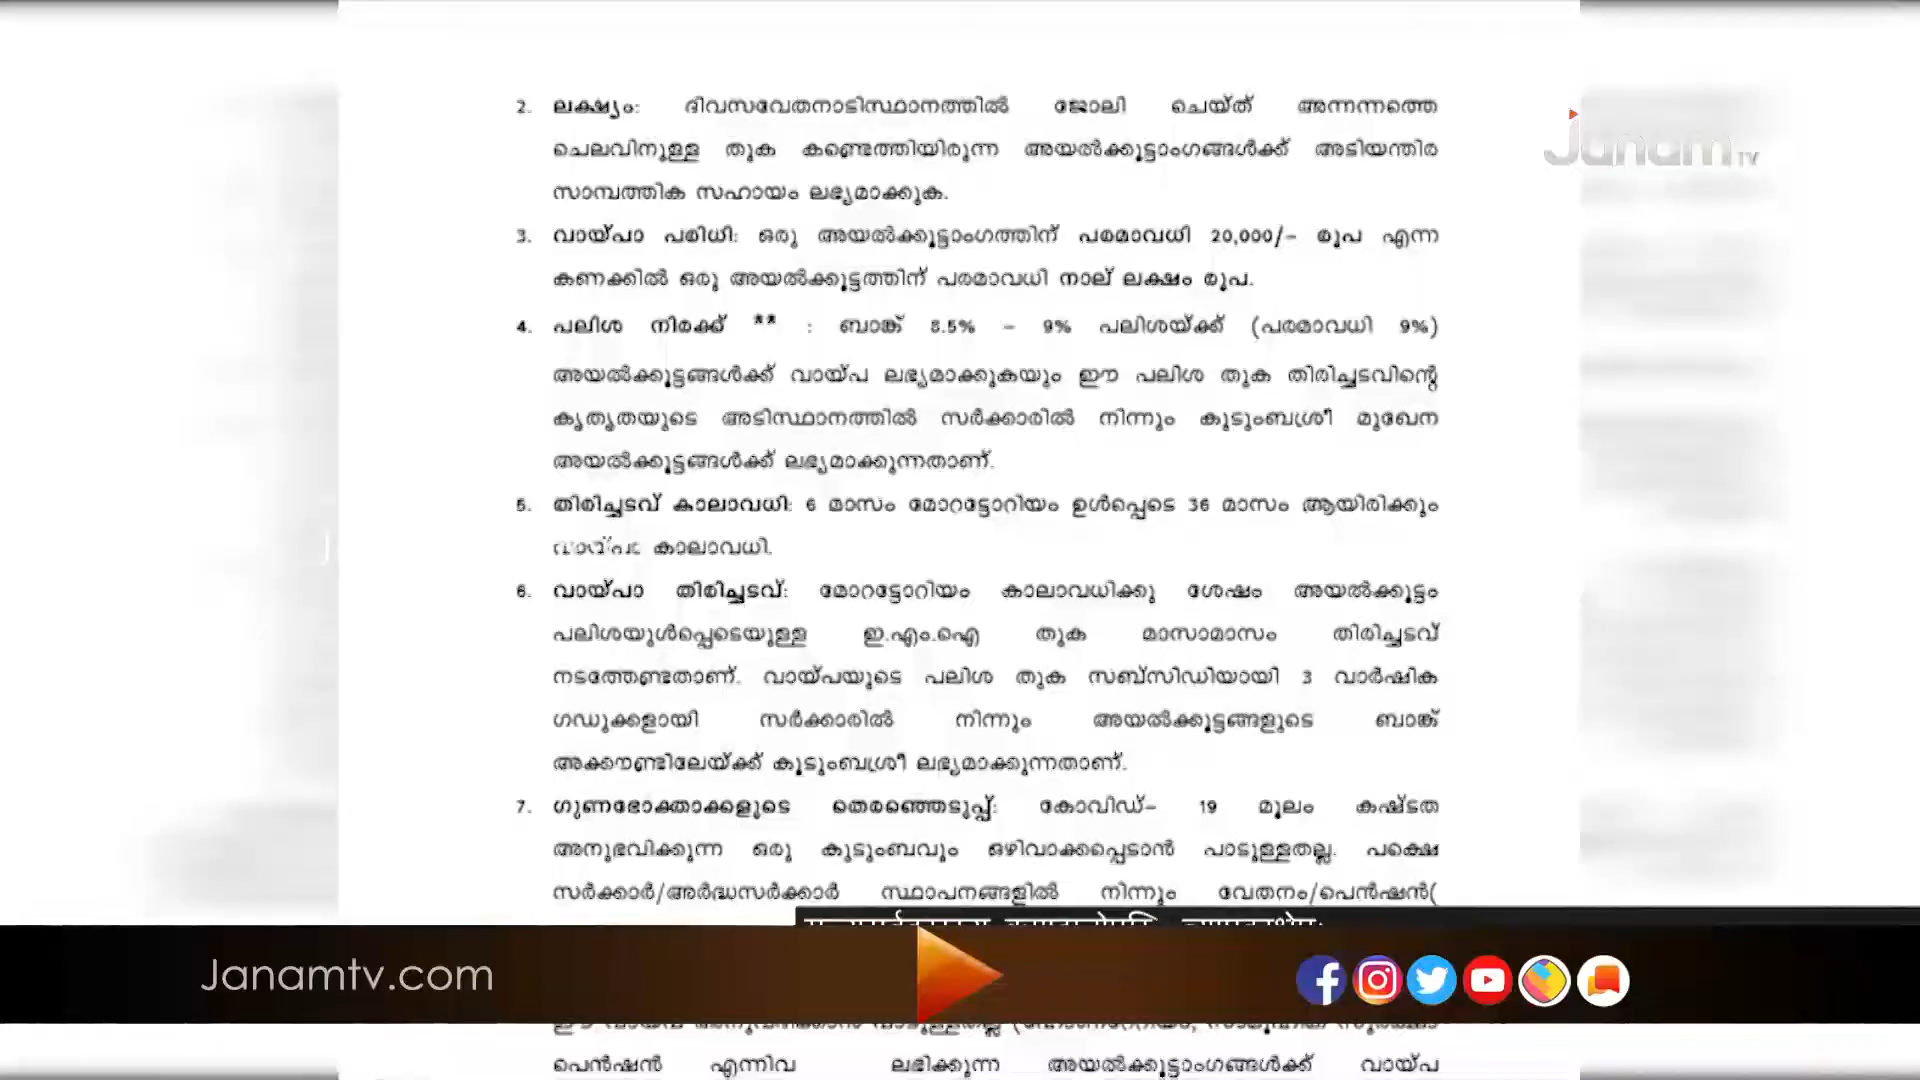 Janam TV
2. ലക്ഷ്യം: ദിവസവേതനാടിസ്ഥാനത്തിൽ ജോലി ചെയ്ത് അന്നന്നത്തെ
ചെലവിനുള്ള തുക കണ്ടെത്തിയിരുന്ന അയൽക്കൂട്ടാംഗങ്ങൾക്ക് അടിയന്തിര
സാമ്പത്തിക സഹായം ലഭ്യമാക്കുക.
3. വായ്പാ പരിധി: ഒരു അയൽക്കൂട്ടാംഗത്തിന് പരമാവധി 20,000/- രൂപ എന്ന
കണക്കിൽ ഒരു അയൽക്കൂട്ടത്തിന് പരമാവധി നാല് ലക്ഷം രൂപ.
4. പലിശ നിരക്ക് ** : ബാങ്ക് 8.5% - 9% പലിശയ്ക്ക് (പരമാവധി 9%)
അയൽക്കൂട്ടങ്ങൾക്ക് വായ്പ ലഭ്യമാക്കുകയും ഈ പലിശ തുക തിരിച്ചടവിന്റെ
കൃത്യതയുടെ അടിസ്ഥാനത്തിൽ സർക്കാരിൽ നിന്നും കുടുംബശ്രീ മുഖേന
അയൽക്കൂട്ടങ്ങൾക്ക് ലഭ്യമാക്കുന്നതാണ്.
5. തിരിച്ചടവ് കാലാവധി: 6 മാസം മോറട്ടോറിയം ഉൾപ്പെടെ 36 മാസം ആയിരിക്കും
വായ്പാ കാലാവധി.
6. വായ്പാ തിരിച്ചടവ്: മോറട്ടോറിയം കാലാവധിക്കു ശേഷം അയൽക്കൂട്ടം
പലിശയുൾപ്പെടെയുള്ള ഇ.എം.ഐ തുക മാസാമാസം തിരിച്ചടവ്
നടത്തേണ്ടതാണ്. വായ്പയുടെ പലിശ തുക സബ്സിഡിയായി 3 വാർഷിക
ഗഡുക്കളായി സർക്കാരിൽ നിന്നും അയൽക്കൂട്ടങ്ങളുടെ ബാങ്ക്
അക്കൗണ്ടിലേയ്ക്ക് കുടുംബശ്രീ ലഭ്യമാക്കുന്നതാണ്.
7. ഗുണഭോക്താക്കളുടെ തെരഞ്ഞെടുപ്പ്: കോവിഡ്- 19 മൂലം കഷ്ടത
അനുഭവിക്കുന്ന ഒരു കുടുംബവും ഒഴിവാക്കപ്പെടാൻ പാടുള്ളതല്ല. പക്ഷെ
സർക്കാർ/അർദ്ധസർക്കാർ സ്ഥാപനങ്ങളിൽ നിന്നും വേതനം/പെൻഷൻ(
Janamtv.com
പെൻഷൻ എന്നിവ ലഭിക്കുന്ന അയൽക്കൂട്ടാംഗങ്ങൾക്ക് വായ്പ